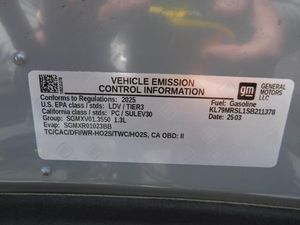 VEHICLE EMISSION
CONTROL INFORMATION
gm
GENERAL
MOTORS
LLC
Conforms to Regulations: 2025
U.S. EPA class / stds: LDV / TIER3
California class / stds: PC / SULEV30
Group: SGMXV01.3550 1.3L
Evap: SGMXR01023BB
TC/CAC/DFI/WR-HO2S/TWC/HO2S, CA OBD: II
Fuel: Gasoline
KL79MRSL1SB211378
Date: 25 03